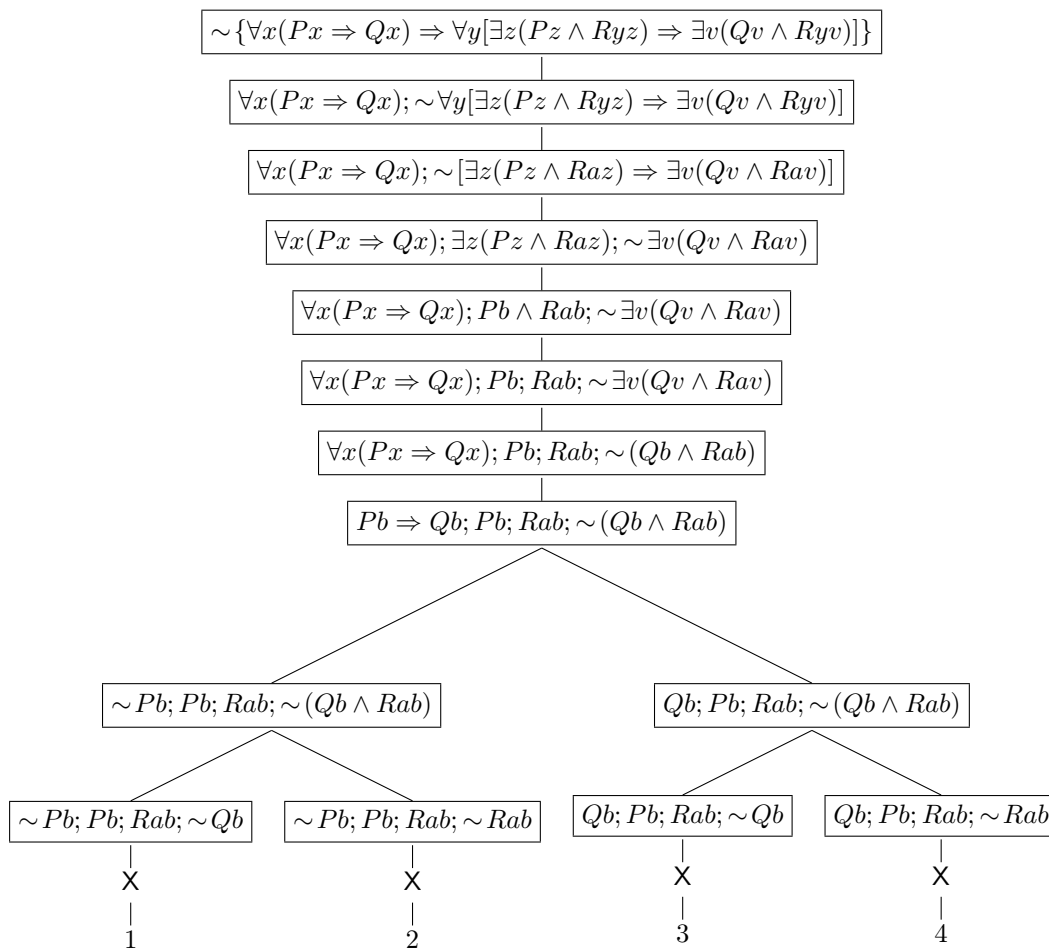 ∼{∀x(Px ⇒ Qx) ⇒ ∀y[∃z(Pz ∧ Ryz) ⇒ ∃v(Qv ∧ Ryv)]}
∀x(Px ⇒ Qx); ∼∀y[∃z(Pz ∧ Ryz) ⇒ ∃v(Qv ∧ Ryv)]
∀x(Px ⇒ Qx); ∼[∃z(Pz ∧ Raz) ⇒ ∃v(Qv ∧ Rav)]
∀x(Px ⇒ Qx); ∃z(Pz ∧ Raz); ∼∃v(Qv ∧ Rav)
∀x(Px ⇒ Qx); Pb ∧ Rab; ∼∃v(Qv ∧ Rav)
∀x(Px ⇒ Qx); Pb; Rab; ∼∃v(Qv ∧ Rav)
∀x(Px ⇒ Qx); Pb; Rab; ∼(Qb ∧ Rab)
Pb ⇒ Qb; Pb; Rab; ∼(Qb ∧ Rab)
∼Pb; Pb; Rab; ∼(Qb ∧ Rab) Qb; Pb; Rab; ∼(Qb ∧ Rab)
∼Pb; Pb; Rab; ∼Qb ∼Pb; Pb; Rab; ∼Rab Qb; Pb; Rab; ∼Qb Qb; Pb; Rab; ∼Rab
X X X X
1 2 3 4